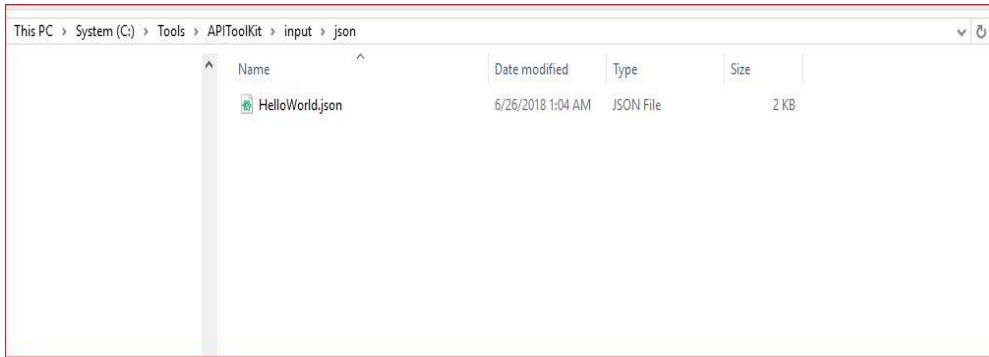 This PC > System (C:) > Tools > APIToolKit > input > json
Name Date modified Type Size
HelloWorld.json 6/26/2018 1:04 AM JSON File 2 KB